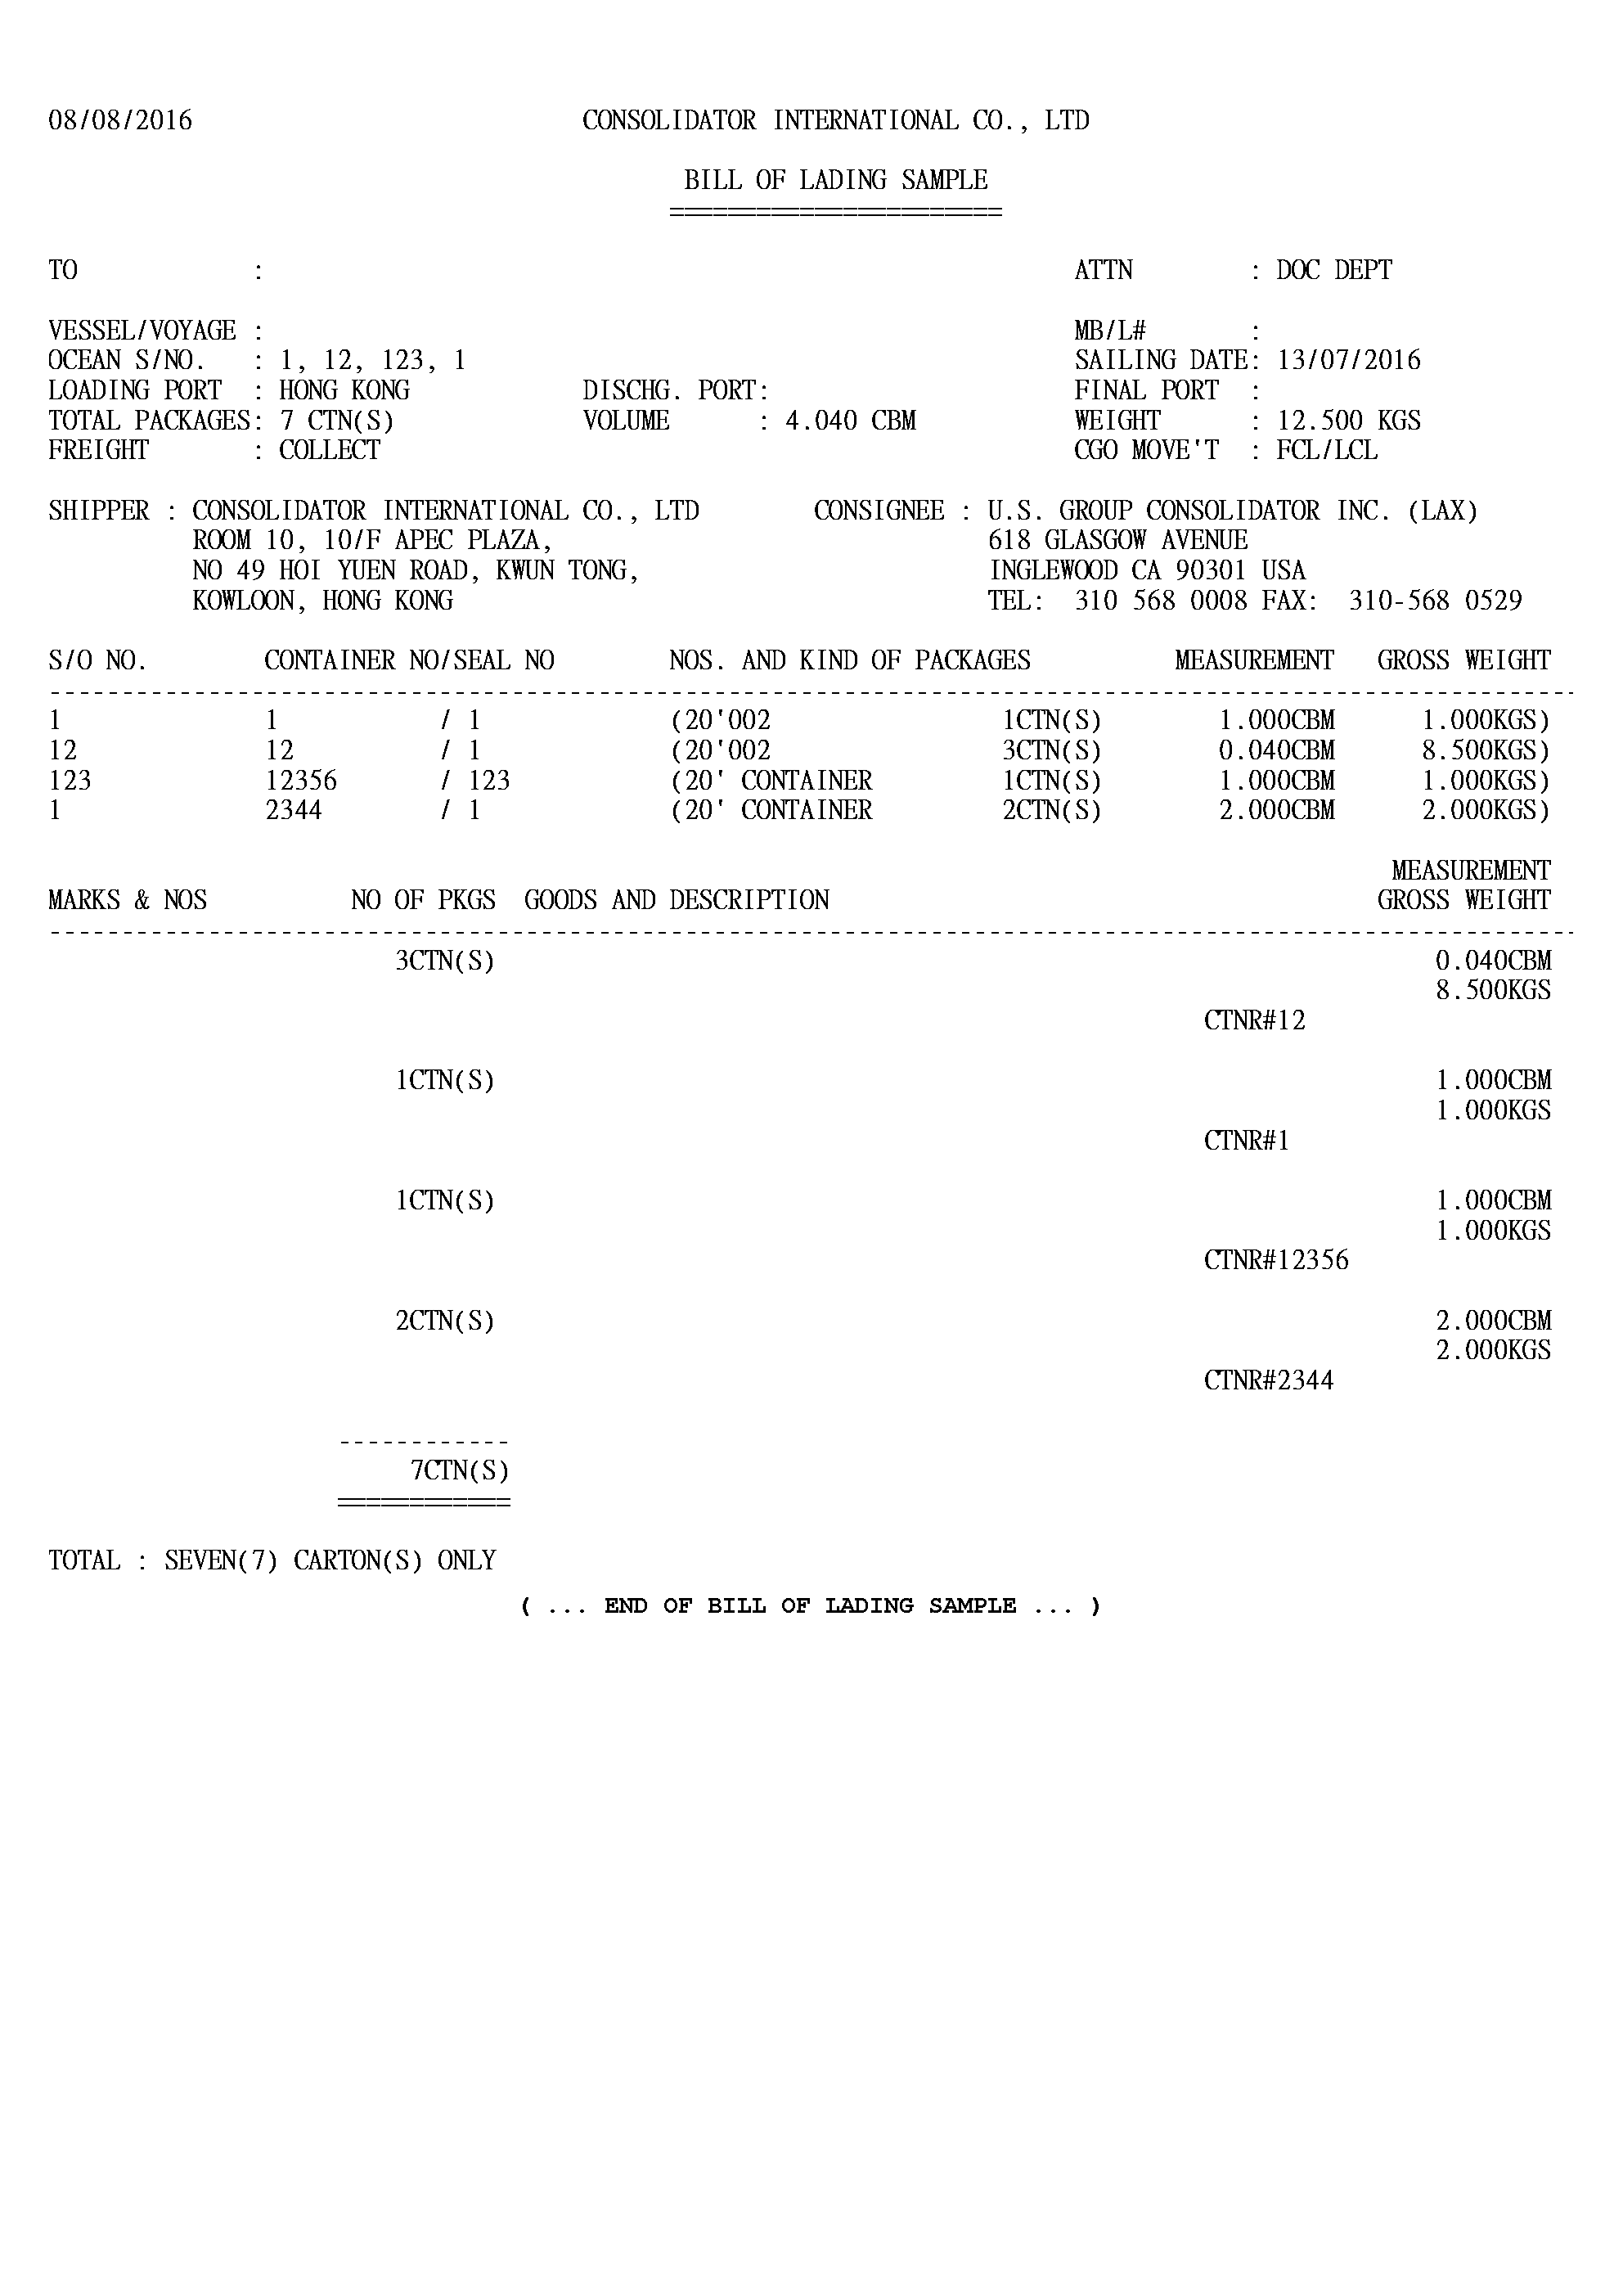 08/08/2016 CONSOLIDATOR INTERNATIONAL CO., LTD
BILL OF LADING SAMPLE
=======================
TO : ATTN : DOC DEPT
VESSEL/VOYAGE : MB/L# :
OCEAN S/NO. : 1, 12, 123, 1 SAILING DATE: 13/07/2016
LOADING PORT : HONG KONG DISCHG. PORT: FINAL PORT :
TOTAL PACKAGES: 7 CTN(S) VOLUME : 4.040 CBM WEIGHT : 12.500 KGS
FREIGHT : COLLECT CGO MOVE'T : FCL/LCL
SHIPPER : CONSOLIDATOR INTERNATIONAL CO., LTD CONSIGNEE : U.S. GROUP CONSOLIDATOR INC. (LAX)
ROOM 10, 10/F APEC PLAZA, 618 GLASGOW AVENUE
NO 49 HOI YUEN ROAD, KWUN TONG, INGLEWOOD CA 90301 USA
KOWLOON, HONG KONG TEL: 310 568 0008 FAX: 310-568 0529
S/O NO. CONTAINER NO/SEAL NO NOS. AND KIND OF PACKAGES MEASUREMENT GROSS WEIGHT
1 1 / 1 (20'002 1CTN(S) 1.000CBM 1.000KGS)
12 12 / 1 (20'002 3CTN(S) 0.040CBM 8.500KGS)
123 12356 / 123 (20' CONTAINER 1CTN(S) 1.000CBM 1.000KGS)
1 2344 / 1 (20' CONTAINER 2CTN(S) 2.000CBM 2.000KGS)
MEASUREMENT
MARKS & NOS NO OF PKGS GOODS AND DESCRIPTION GROSS WEIGHT
3CTN(S) 0.040CBM
8.500KGS
CTNR#12
1CTN(S) 1.000CBM
1.000KGS
CTNR#1
1CTN(S) 1.000CBM
1.000KGS
CTNR#12356
2CTN(S) 2.000CBM
2.000KGS
CTNR#2344
------------
7CTN(S)
============
TOTAL : SEVEN(7) CARTON(S) ONLY
( ... END OF BILL OF LADING SAMPLE ... )